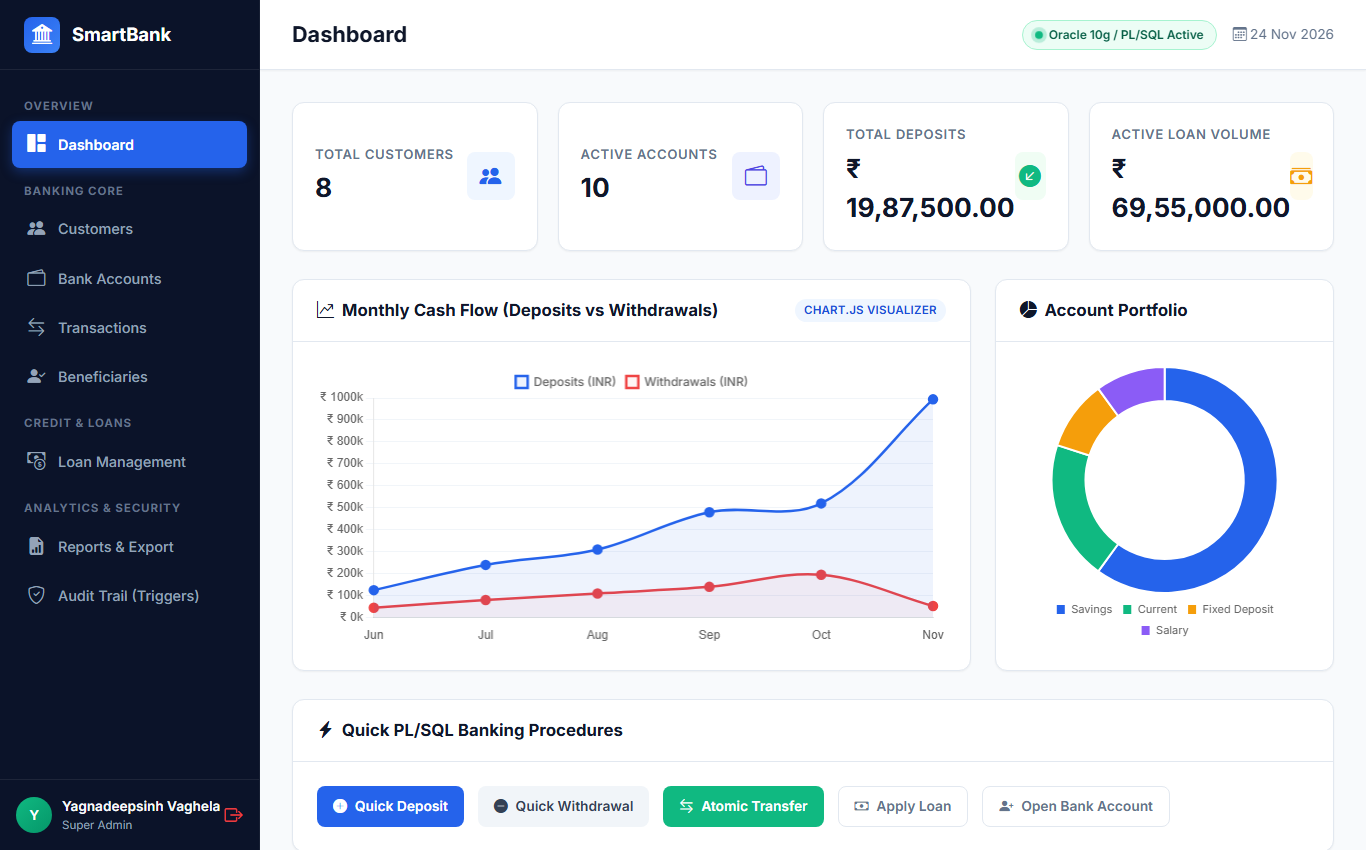 SmartBank
OVERVIEW
Dashboard
BANKING CORE
Customers
Bank Accounts
Transactions
Beneficiaries
CREDIT & LOANS
Loan Management
ANALYTICS & SECURITY
Reports & Export
Audit Trail (Triggers)
Y
Yagnadeepsinh Vaghela
Super Admin
Dashboard
Oracle 10g / PL/SQL Active
24 Nov 2026
TOTAL CUSTOMERS
8
ACTIVE ACCOUNTS
10
TOTAL DEPOSITS
₹
19,87,500.00
ACTIVE LOAN VOLUME
₹
69,55,000.00
Monthly Cash Flow (Deposits vs Withdrawals)
CHART.JS VISUALIZER
Deposits (INR) Withdrawals (INR)
₹ 1000k
₹ 900k
₹ 800k
₹ 700k
₹ 600k
₹ 500k
₹ 400k
₹ 300k
₹ 200k
₹ 100k
₹ 0k
Jun Jul Aug Sep Oct Nov
Account Portfolio
Savings Current Fixed Deposit
Salary
Quick PL/SQL Banking Procedures
Quick Deposit
Quick Withdrawal
Atomic Transfer
Apply Loan
Open Bank Account